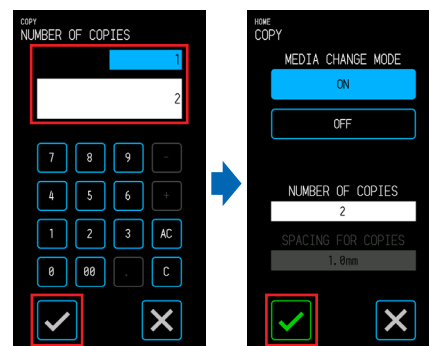 COPY
NUMBER OF COPIES
1
2
7 8 9 -
4 5 6 +
1 2 3 AC
0 00 . C
HOME
COPY
MEDIA CHANGE MODE
ON
OFF
NUMBER OF COPIES
2
SPACING FOR COPIES
1.0mm